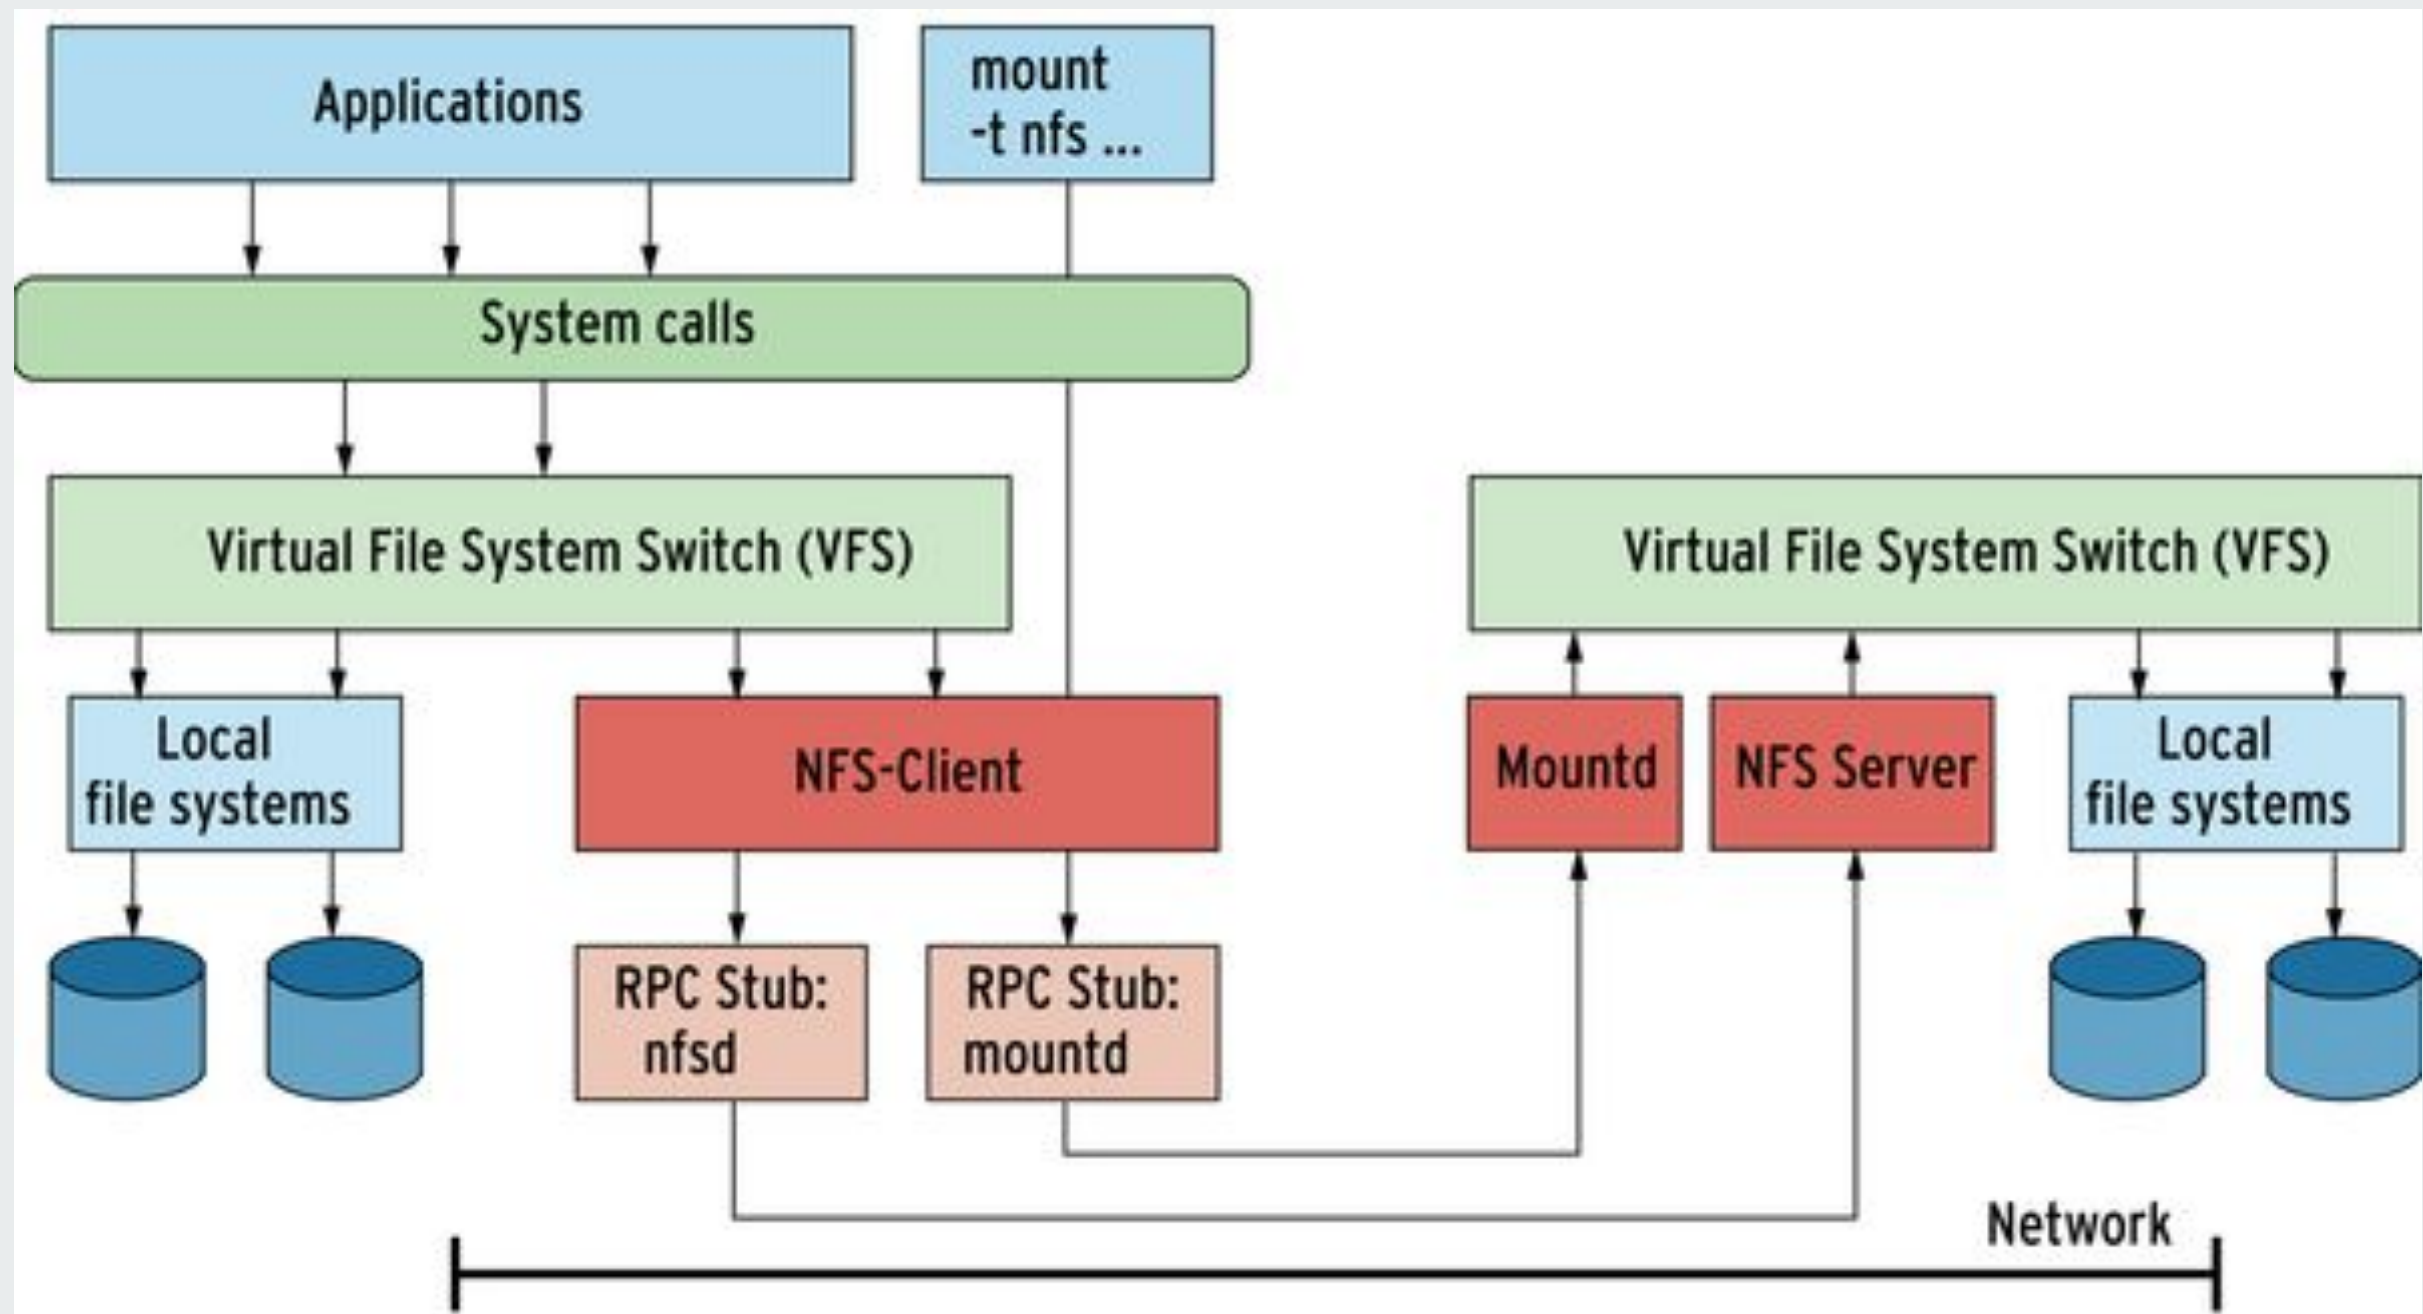 Applications
mount
-t nfs ...
System calls
Virtual File System Switch (VFS)
Virtual File System Switch (VFS)
Local
file systems
NFS-Client
Mountd
NFS Server
Local
file systems
RPC Stub:
nfsd
RPC Stub:
mountd
Network